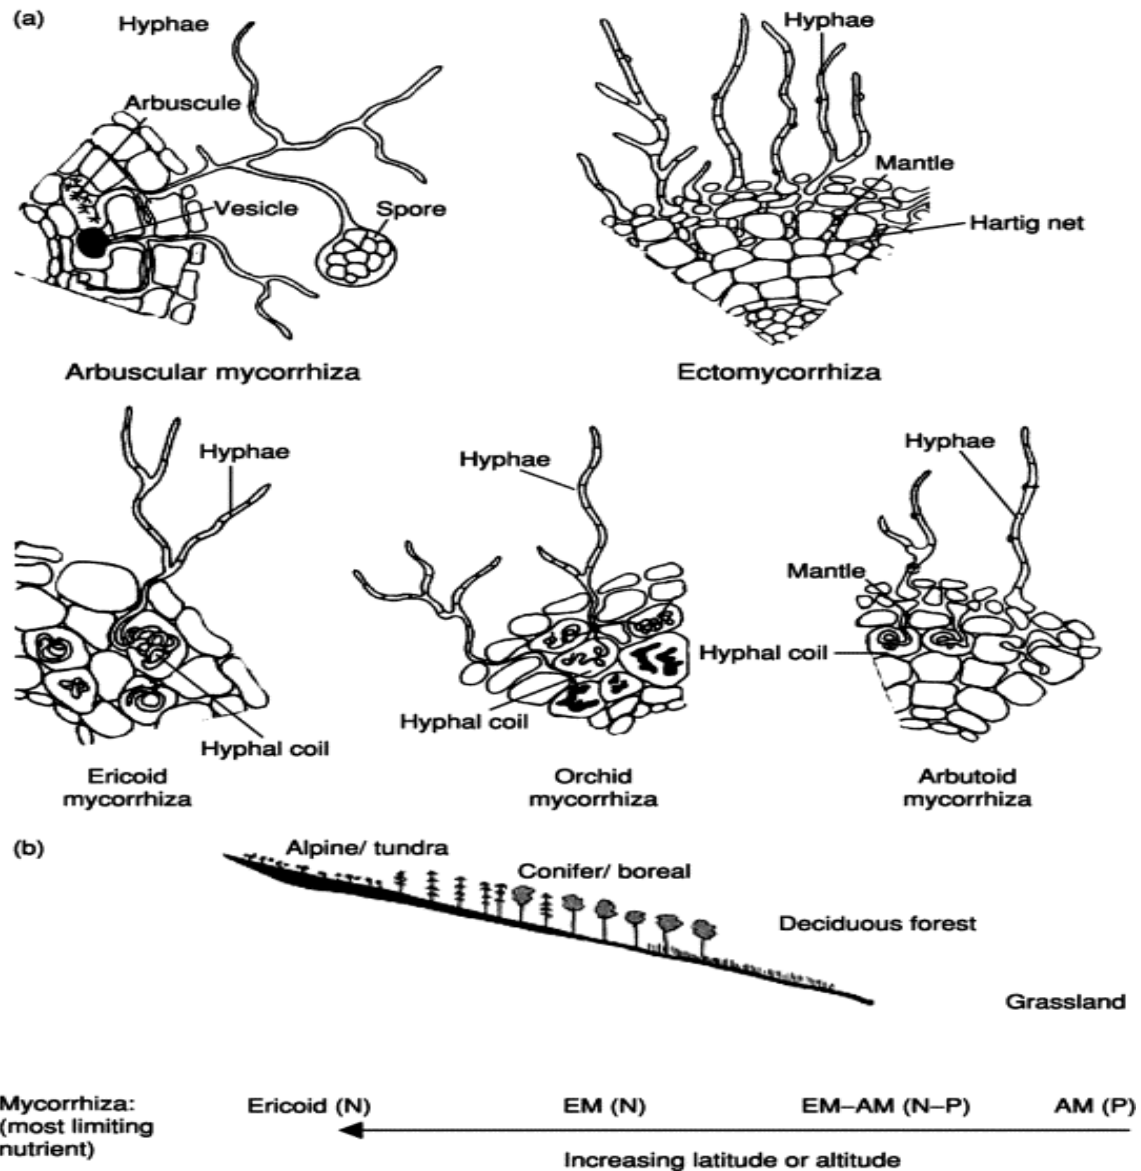 (a)
Hyphae
Arbuscule
Vesicle
Spore
Arbuscular mycorrhiza
Hyphae
Mantle
Hartig net
Ectomycorrhiza
Hyphae
Hyphal coil
Ericoid
mycorrhiza
Hyphae
Hyphal coil
Orchid
mycorrhiza
Hyphae
Mantle
Hyphal coil
Arbutoid
mycorrhiza
(b)
Alpine/ tundra
Conifer/ boreal
Deciduous forest
Grassland
Mycorrhiza:
(most limiting
nutrient)
Ericoid (N)
EM (N)
EM–AM (N–P)
AM (P)
Increasing latitude or altitude